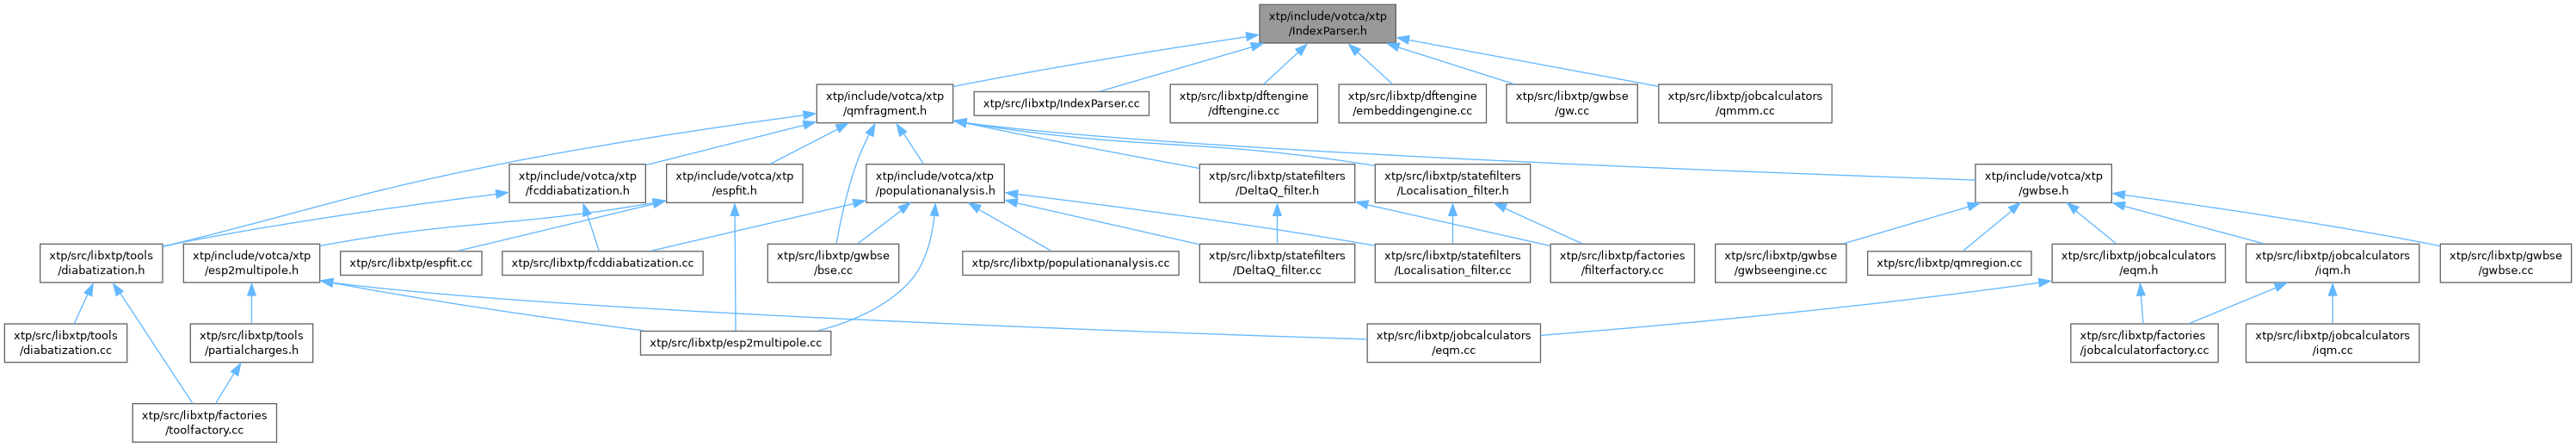 xtp/include/votca/xtp
/IndexParser.h
xtp/include/votca/xtp
/qmfragment.h
xtp/src/libxtp/IndexParser.cc
xtp/src/libxtp/dftengine
/dftengine.cc
xtp/src/libxtp/dftengine
/embeddingengine.cc
xtp/src/libxtp/gwbse
/gw.cc
xtp/src/libxtp/jobcalculators
/qmmm.cc
xtp/include/votca/xtp
/fcddiabatization.h
xtp/include/votca/xtp
/espfit.h
xtp/include/votca/xtp
/populationanalysis.h
xtp/src/libxtp/statefilters
/DeltaQ_filter.h
xtp/src/libxtp/statefilters
/Localisation_filter.h
xtp/include/votca/xtp
/gwbse.h
xtp/src/libxtp/tools
/diabatization.h
xtp/include/votca/xtp
/esp2multipole.h
xtp/src/libxtp/espfit.cc
xtp/src/libxtp/fcddiabatization.cc
xtp/src/libxtp/gwbse
/bse.cc
xtp/src/libxtp/populationanalysis.cc
xtp/src/libxtp/statefilters
/DeltaQ_filter.cc
xtp/src/libxtp/statefilters
/Localisation_filter.cc
xtp/src/libxtp/factories
/filterfactory.cc
xtp/src/libxtp/gwbse
/gwbseengine.cc
xtp/src/libxtp/qmregion.cc
xtp/src/libxtp/jobcalculators
/eqm.h
xtp/src/libxtp/jobcalculators
/iqm.h
xtp/src/libxtp/gwbse
/gwbse.cc
xtp/src/libxtp/tools
/diabatization.cc
xtp/src/libxtp/tools
/partialcharges.h
xtp/src/libxtp/esp2multipole.cc
xtp/src/libxtp/jobcalculators
/eqm.cc
xtp/src/libxtp/factories
/jobcalculatorfactory.cc
xtp/src/libxtp/jobcalculators
/iqm.cc
xtp/src/libxtp/factories
/toolfactory.cc